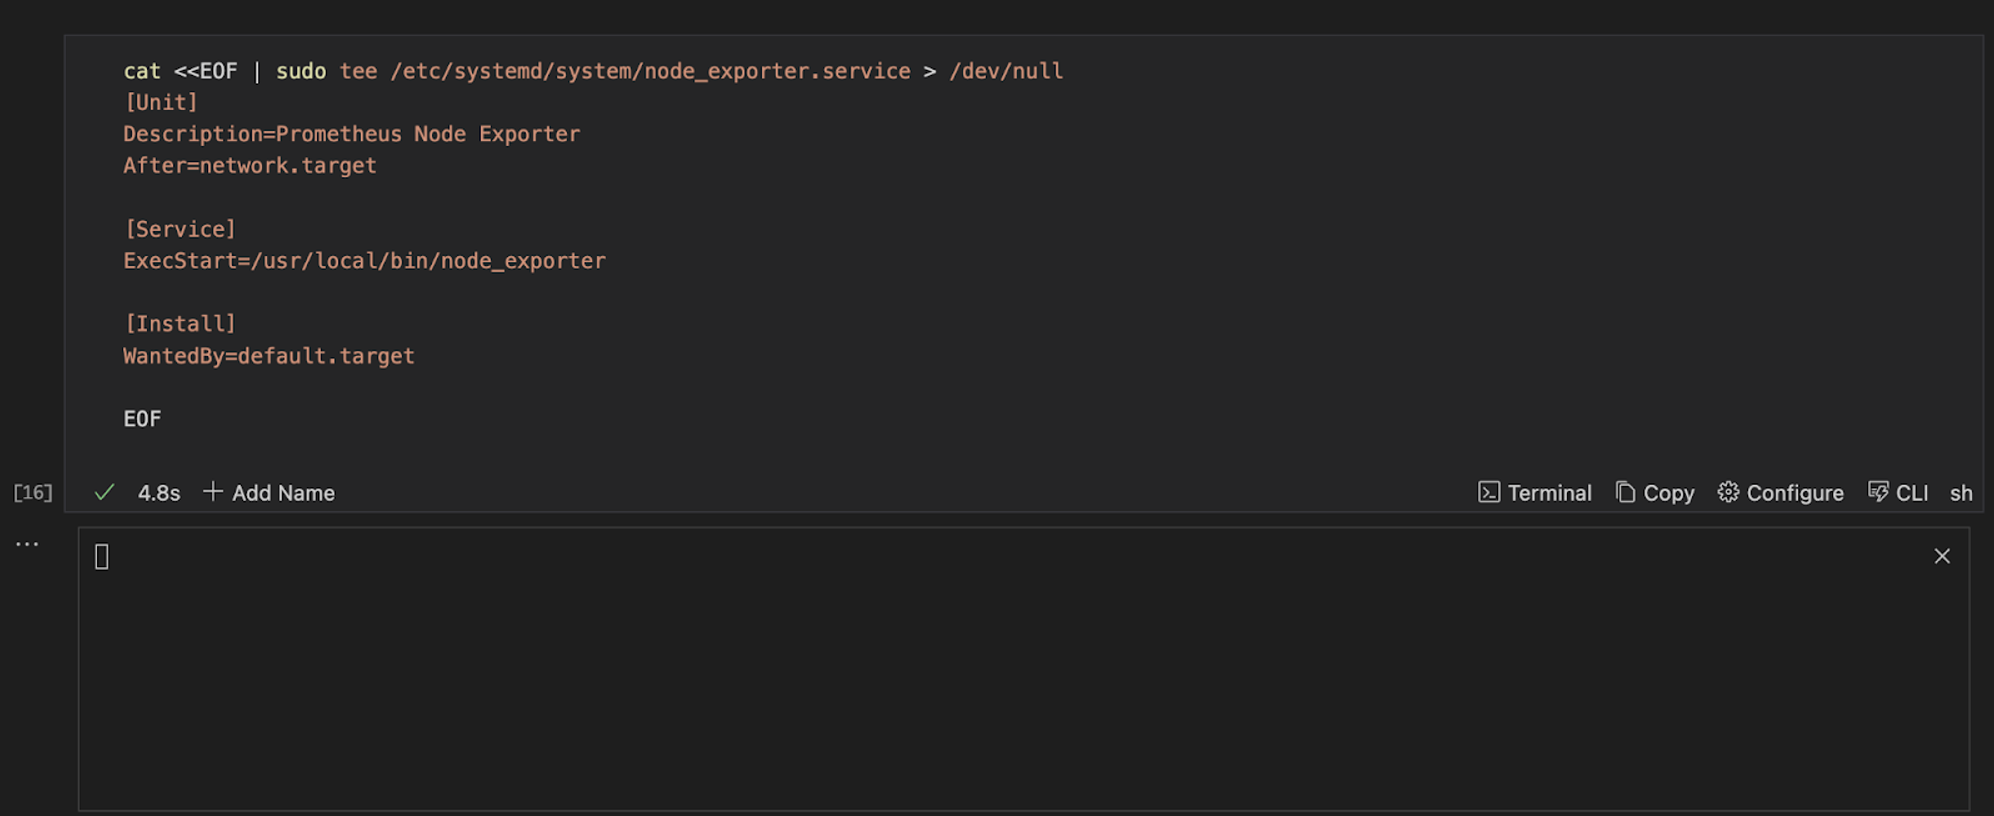 cat <<EOF | sudo tee /etc/systemd/system/node_exporter.service > /dev/null
[Unit]
Description=Prometheus Node Exporter
After=network.target
[Service]
ExecStart=/usr/local/bin/node_exporter
[Install]
WantedBy=default.target
EOF
[16] 4.8s Add Name Terminal Copy Configure CLI sh